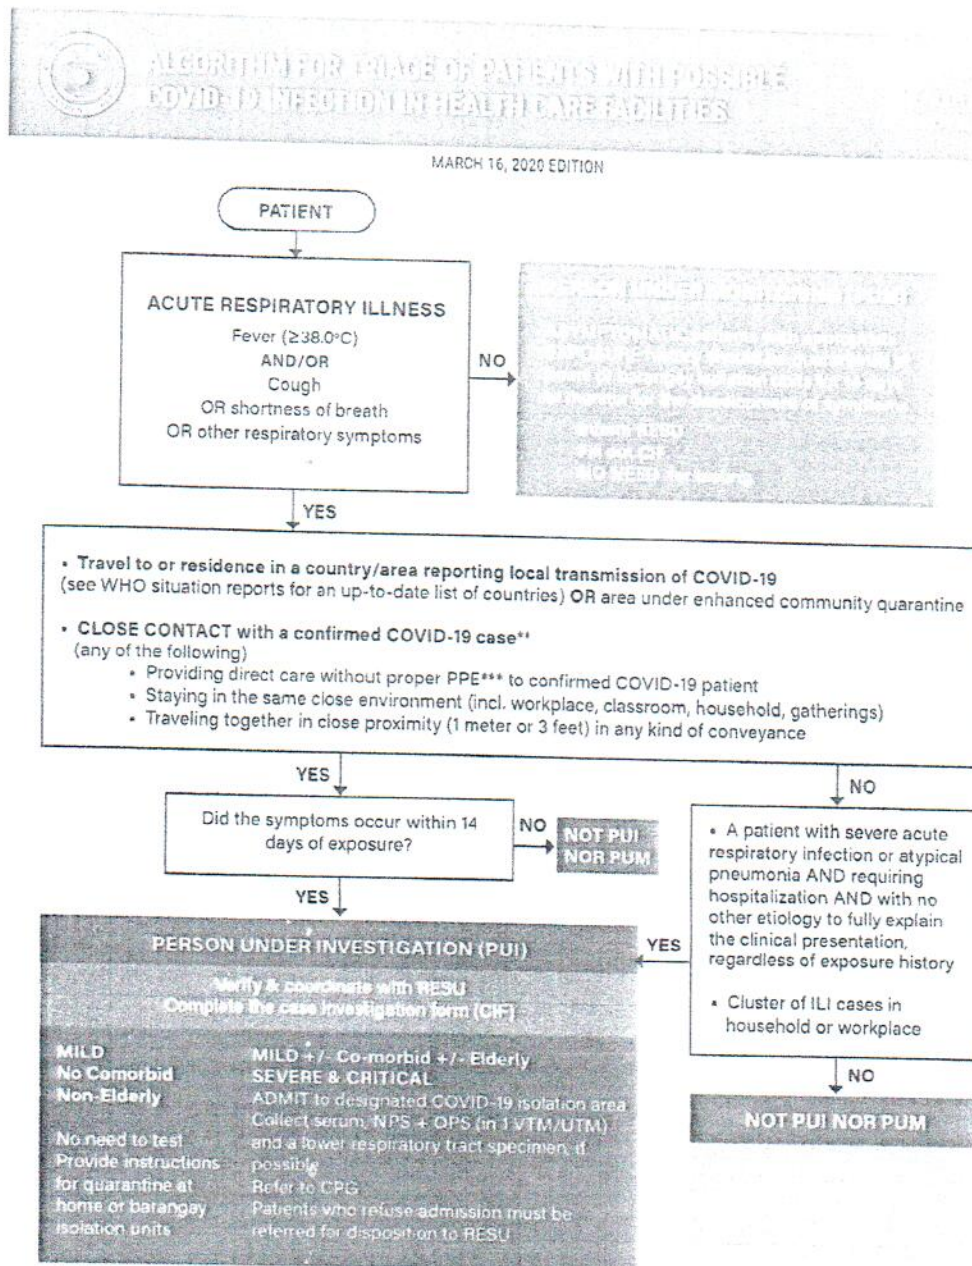 ALGORITHM FOR TRIAGE OF PATIENTS WITH POSSIBLE
COVID-19 INFECTION IN HEALTH CARE FACILITIES
MARCH 16, 2020 EDITION
PATIENT
ACUTE RESPIRATORY ILLNESS
Fever (≥38.0°C)
AND/OR
Cough
OR shortness of breath
OR other respiratory symptoms
NO
YES
• Travel to or residence in a country/area reporting local transmission of COVID-19
(see WHO situation reports for an up-to-date list of countries) OR area under enhanced community quarantine
• CLOSE CONTACT with a confirmed COVID-19 case**
(any of the following)
• Providing direct care without proper PPE*** to confirmed COVID-19 patient
• Staying in the same close environment (incl. workplace, classroom, household, gatherings)
• Traveling together in close proximity (1 meter or 3 feet) in any kind of conveyance
YES
NO
Did the symptoms occur within 14
days of exposure?
NO
NOT PUI
NOR PUM
YES
• A patient with severe acute
respiratory infection or atypical
pneumonia AND requiring
hospitalization AND with no
other etiology to fully explain
the clinical presentation,
regardless of exposure history
• Cluster of ILI cases in
household or workplace
YES
NO
NOT PUI NOR PUM
PERSON UNDER INVESTIGATION (PUI)
Verify & coordinate with RESU
Complete the case investigation form (CIF)
MILD
No Comorbid
Non-Elderly
No need to test
Provide instructions
for quarantine at
home or barangay
isolation units
MILD +/- Co-morbid +/- Elderly
SEVERE & CRITICAL
ADMIT to designated COVID-19 isolation area
Collect serum, NPS + OPS (in 1 VTM/UTM)
and a lower respiratory tract specimen, if
possible
Refer to CPG
Patients who refuse admission must be
referred for disposition to RESU